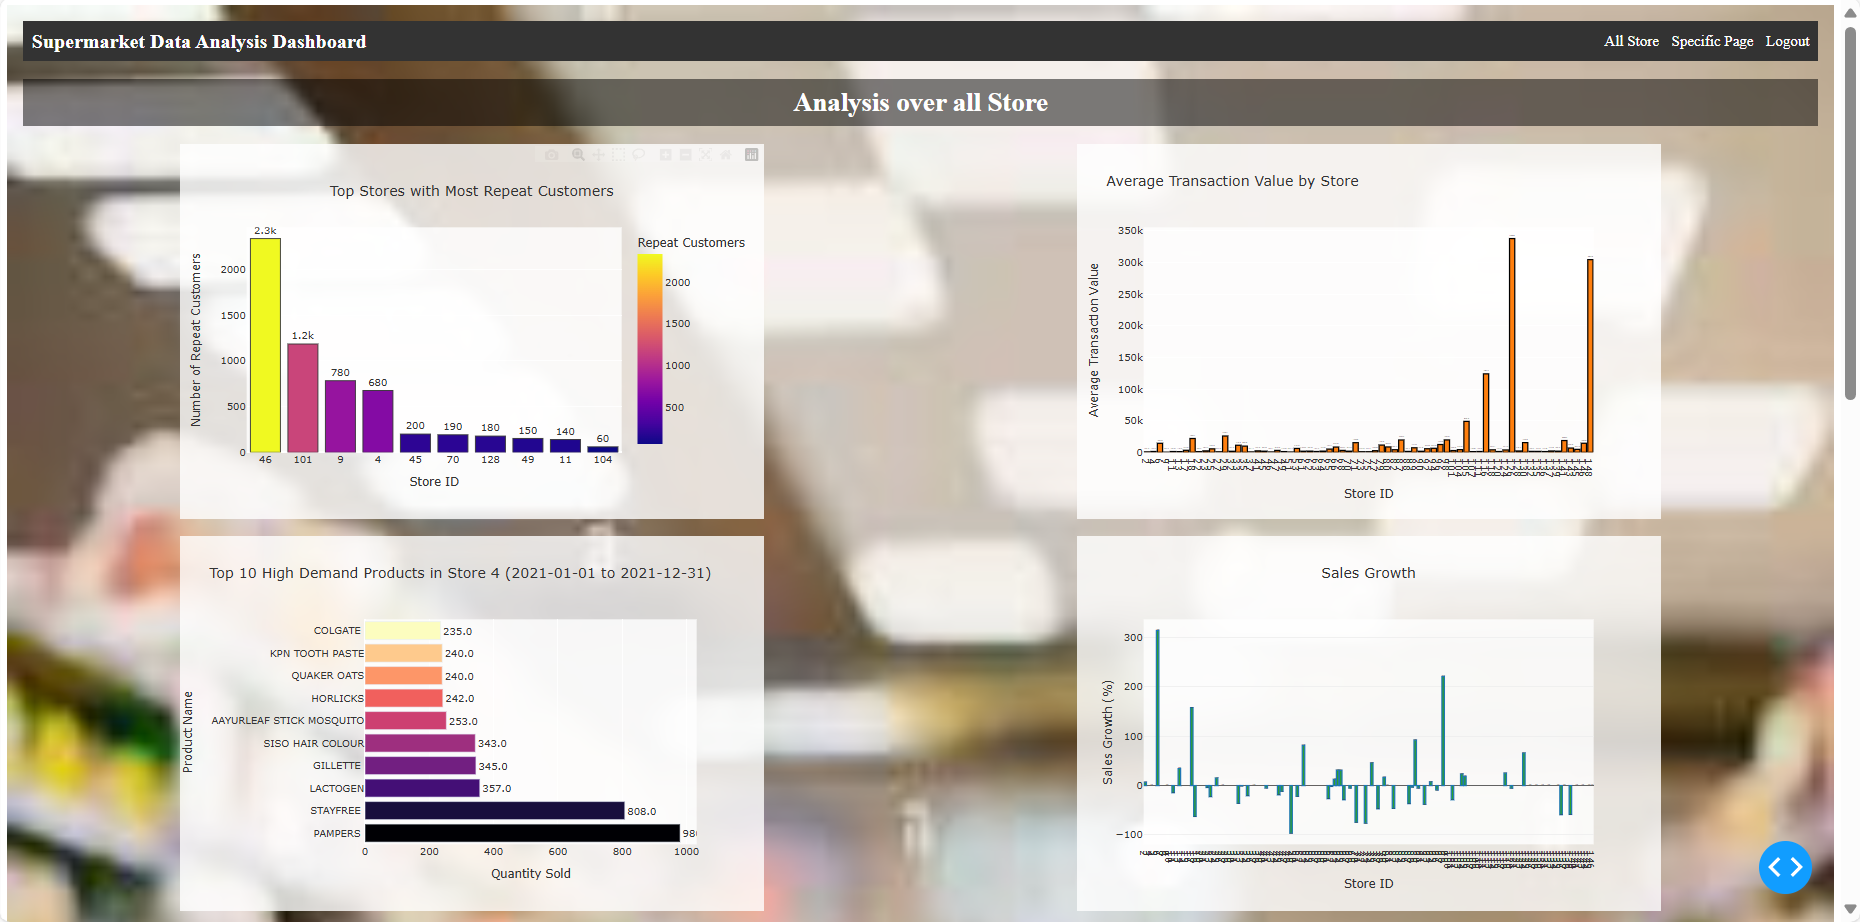 Supermarket Data Analysis Dashboard
All Store Specific Page Logout
Analysis over all Store
Top Stores with Most Repeat Customers
Number of Repeat Customers
2000
1500
1000
500
0
2.3k
1.2k
780
680
200
190
180
150
140
60
46 101 9 4 45 70 128 49 11 104
Store ID
Repeat Customers
2000
1500
1000
500
Average Transaction Value by Store
Average Transaction Value
350k
300k
250k
200k
150k
100k
50k
0
Store ID
Top 10 High Demand Products in Store 4 (2021-01-01 to 2021-12-31)
Product Name
COLGATE 235.0
KPN TOOTH PASTE 240.0
QUAKER OATS 240.0
HORLICKS 242.0
AAYURLEAF STICK MOSQUITO 253.0
SISO HAIR COLOUR 343.0
GILLETTE 345.0
LACTOGEN 357.0
STAYFREE 808.0
PAMPERS 98
0 200 400 600 800 1000
Quantity Sold
Sales Growth
Sales Growth (%)
300
200
100
0
−100
Store ID